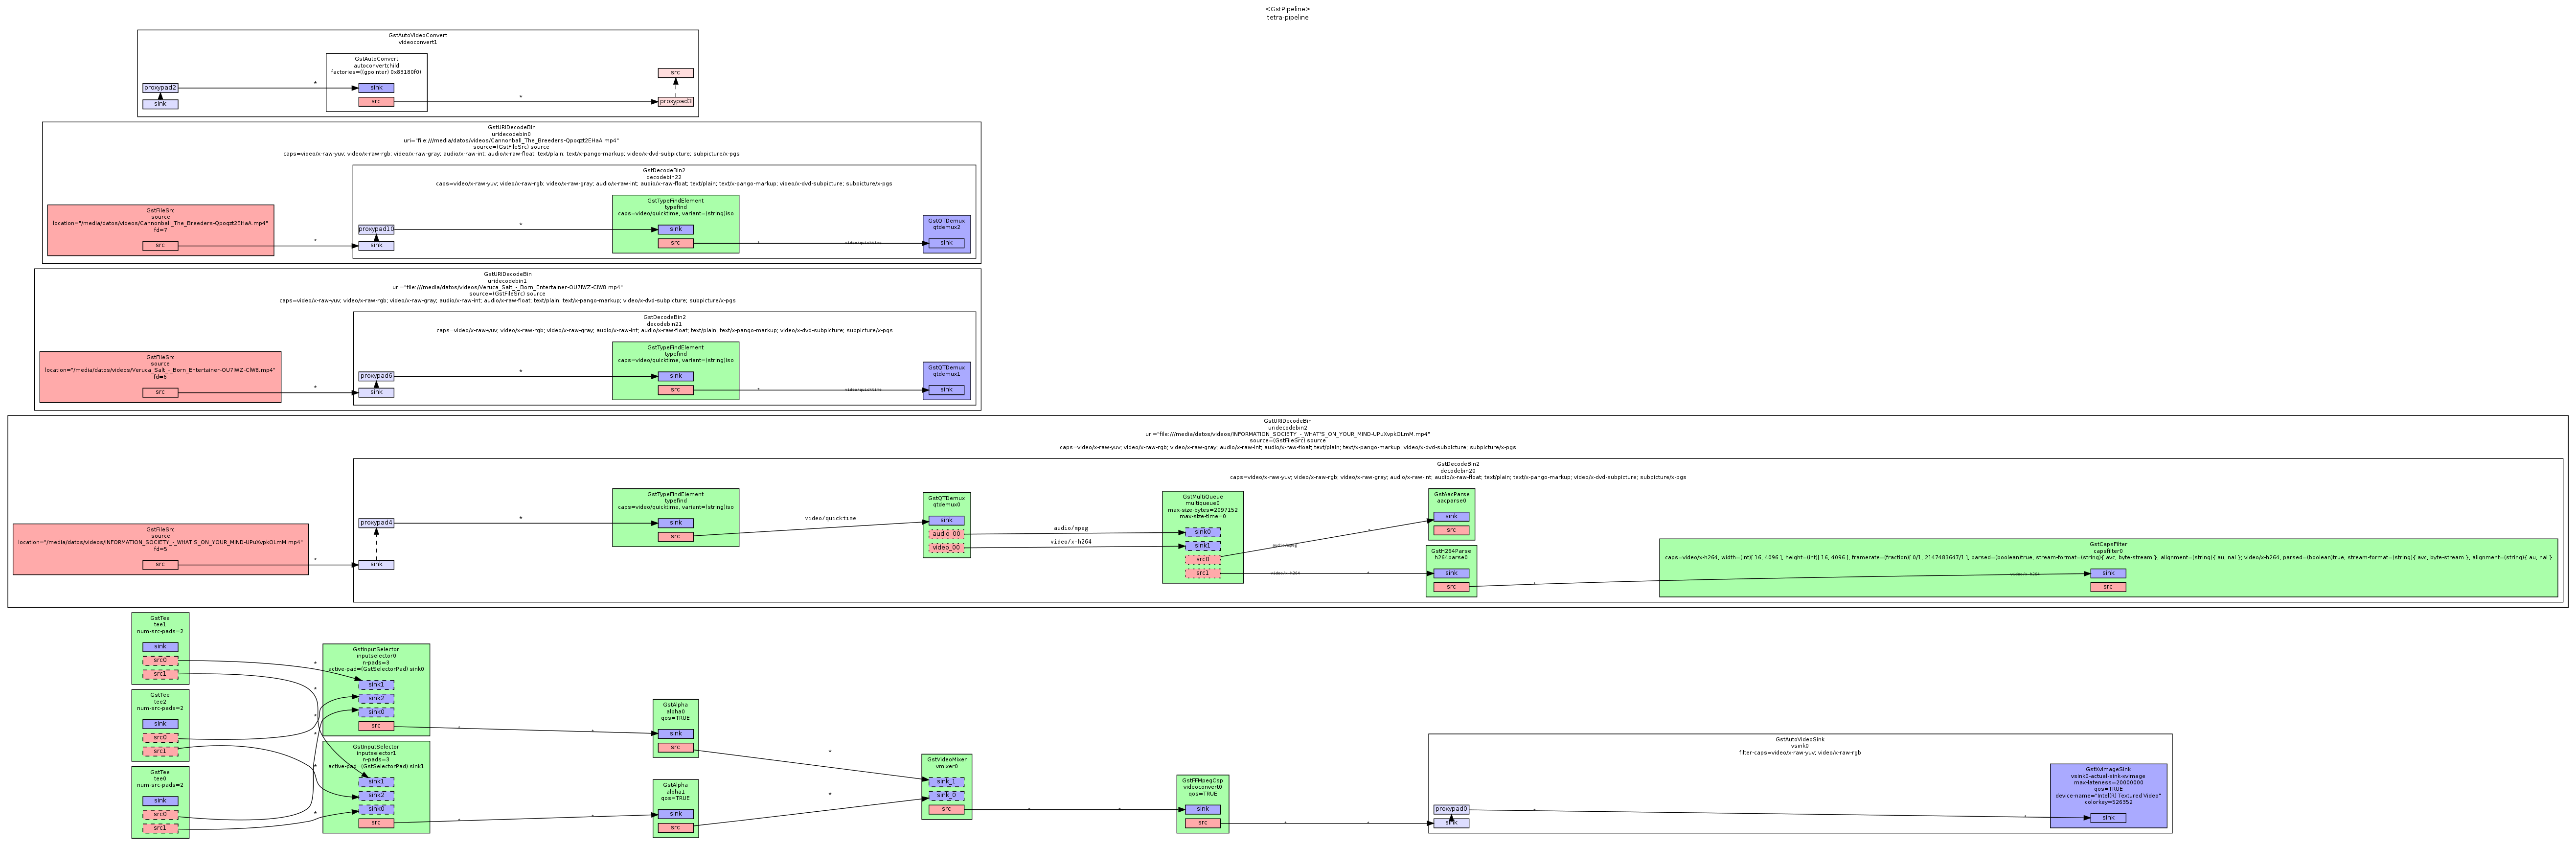 <GstPipeline>
tetra-pipeline
GstAutoVideoConvert
videoconvert1
GstAutoConvert
autoconvertchild
factories=((gpointer) 0x83180f0)
proxypad2
sink
sink
src
src
proxypad3
*
*
GstURIDecodeBin
uridecodebin0
uri="file:///media/datos/videos/Cannonball_The_Breeders-Qpoqzt2EHaA.mp4"
source=(GstFileSrc) source
caps=video/x-raw-yuv; video/x-raw-rgb; video/x-raw-gray; audio/x-raw-int; audio/x-raw-float; text/plain; text/x-pango-markup; video/x-dvd-subpicture; subpicture/x-pgs
GstDecodeBin2
decodebin22
caps=video/x-raw-yuv; video/x-raw-rgb; video/x-raw-gray; audio/x-raw-int; audio/x-raw-float; text/plain; text/x-pango-markup; video/x-dvd-subpicture; subpicture/x-pgs
GstFileSrc
source
location="/media/datos/videos/Cannonball_The_Breeders-Qpoqzt2EHaA.mp4"
fd=7
src
*
proxypad10
sink
*
GstTypeFindElement
typefind
caps=video/quicktime, variant=(string)iso
sink
src
*
video/quicktime
GstQTDemux
qtdemux2
sink
GstURIDecodeBin
uridecodebin1
uri="file:///media/datos/videos/Veruca_Salt_-_Born_Entertainer-OU7lWZ-ClW8.mp4"
source=(GstFileSrc) source
caps=video/x-raw-yuv; video/x-raw-rgb; video/x-raw-gray; audio/x-raw-int; audio/x-raw-float; text/plain; text/x-pango-markup; video/x-dvd-subpicture; subpicture/x-pgs
GstDecodeBin2
decodebin21
caps=video/x-raw-yuv; video/x-raw-rgb; video/x-raw-gray; audio/x-raw-int; audio/x-raw-float; text/plain; text/x-pango-markup; video/x-dvd-subpicture; subpicture/x-pgs
GstFileSrc
source
location="/media/datos/videos/Veruca_Salt_-_Born_Entertainer-OU7lWZ-ClW8.mp4"
fd=6
src
*
proxypad6
sink
*
GstTypeFindElement
typefind
caps=video/quicktime, variant=(string)iso
sink
src
*
video/quicktime
GstQTDemux
qtdemux1
sink
GstURIDecodeBin
uridecodebin2
uri="file:///media/datos/videos/INFORMATION_SOCIETY_-_WHAT'S_ON_YOUR_MIND-UPuXvpkOLmM.mp4"
source=(GstFileSrc) source
caps=video/x-raw-yuv; video/x-raw-rgb; video/x-raw-gray; audio/x-raw-int; audio/x-raw-float; text/plain; text/x-pango-markup; video/x-dvd-subpicture; subpicture/x-pgs
GstDecodeBin2
decodebin20
caps=video/x-raw-yuv; video/x-raw-rgb; video/x-raw-gray; audio/x-raw-int; audio/x-raw-float; text/plain; text/x-pango-markup; video/x-dvd-subpicture; subpicture/x-pgs
GstFileSrc
source
location="/media/datos/videos/INFORMATION_SOCIETY_-_WHAT'S_ON_YOUR_MIND-UPuXvpkOLmM.mp4"
fd=5
src
*
proxypad4
sink
*
GstTypeFindElement
typefind
caps=video/quicktime, variant=(string)iso
sink
src
video/quicktime
GstQTDemux
qtdemux0
sink
audio_00
video_00
audio/mpeg
video/x-h264
GstMultiQueue
multiqueue0
max-size-bytes=2097152
max-size-time=0
sink0
sink1
src0
src1
audio/mpeg
*
video/x-h264
*
GstAacParse
aacparse0
sink
src
GstH264Parse
h264parse0
sink
src
*
video/x-h264
GstCapsFilter
capsfilter0
caps=video/x-h264, width=(int)[ 16, 4096 ], height=(int)[ 16, 4096 ], framerate=(fraction)[ 0/1, 2147483647/1 ], parsed=(boolean)true, stream-format=(string){ avc, byte-stream }, alignment=(string){ au, nal }; video/x-h264, parsed=(boolean)true, stream-format=(string){ avc, byte-stream }, alignment=(string){ au, nal }
sink
src
GstTee
tee1
num-src-pads=2
sink
src0
src1
GstTee
tee2
num-src-pads=2
sink
src0
src1
GstTee
tee0
num-src-pads=2
sink
src0
src1
*
*
*
*
*
*
GstInputSelector
inputselector0
n-pads=3
active-pad=(GstSelectorPad) sink0
sink1
sink2
sink0
src
GstInputSelector
inputselector1
n-pads=3
active-pad=(GstSelectorPad) sink1
sink1
sink2
sink0
src
*
*
*
*
GstAlpha
alpha0
qos=TRUE
sink
src
GstAlpha
alpha1
qos=TRUE
sink
src
*
*
GstVideoMixer
vmixer0
sink_1
sink_0
src
*
*
GstFFMpegCsp
videoconvert0
qos=TRUE
sink
src
*
*
GstAutoVideoSink
vsink0
filter-caps=video/x-raw-yuv; video/x-raw-rgb
proxypad0
sink
*
*
GstXvImageSink
vsink0-actual-sink-xvimage
max-lateness=20000000
qos=TRUE
device-name="Intel(R) Textured Video"
colorkey=526352
sink